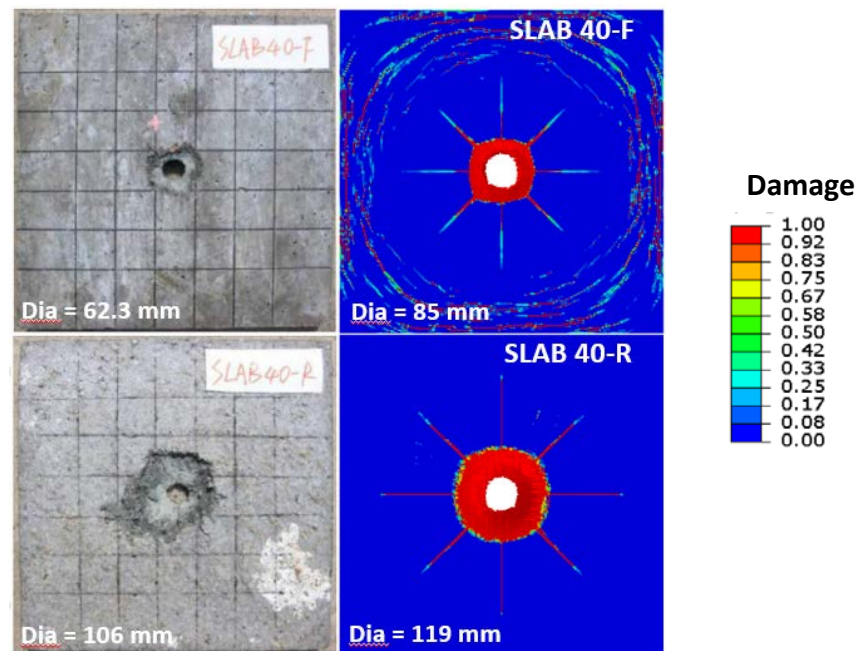 SLAB40-F
SLAB 40-F
Dia = 62.3 mm
Dia = 85 mm
SLAB40-R
SLAB 40-R
Dia = 106 mm
Dia = 119 mm
Damage
1.00
0.92
0.83
0.75
0.67
0.58
0.50
0.42
0.33
0.25
0.17
0.08
0.00